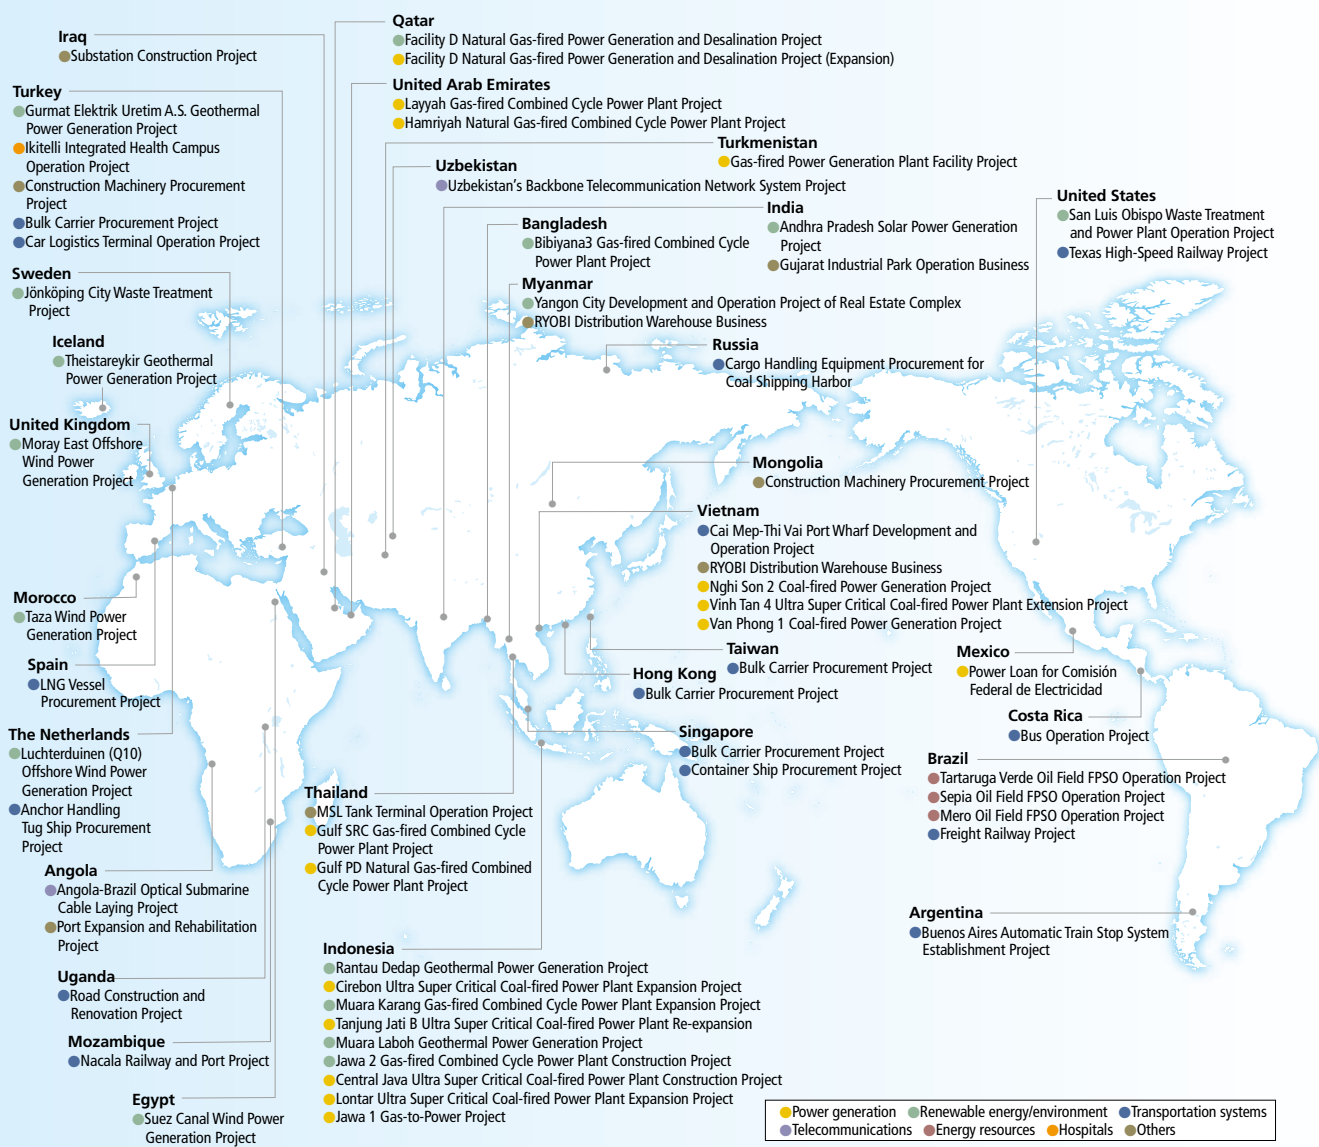 Iraq
Substation Construction Project
Turkey
Gurmat Elektrik Uretim A.S. Geothermal
Power Generation Project
Ikitelli Integrated Health Campus
Operation Project
Construction Machinery Procurement
Project
Bulk Carrier Procurement Project
Car Logistics Terminal Operation Project
Sweden
Jönköping City Waste Treatment
Project
Iceland
Theistareykir Geothermal
Power Generation Project
United Kingdom
Moray East Offshore
Wind Power
Generation Project
Morocco
Taza Wind Power
Generation Project
Spain
LNG Vessel
Procurement Project
The Netherlands
Luchterduinen (Q10)
Offshore Wind Power
Generation Project
Anchor Handling
Tug Ship Procurement
Project
Angola
Angola-Brazil Optical Submarine
Cable Laying Project
Port Expansion and Rehabilitation
Project
Uganda
Road Construction and
Renovation Project
Mozambique
Nacala Railway and Port Project
Egypt
Suez Canal Wind Power
Generation Project
Qatar
Facility D Natural Gas-fired Power Generation and Desalination Project
Facility D Natural Gas-fired Power Generation and Desalination Project (Expansion)
United Arab Emirates
Layyah Gas-fired Combined Cycle Power Plant Project
Hamriyah Natural Gas-fired Combined Cycle Power Plant Project
Turkmenistan
Gas-fired Power Generation Plant Facility Project
Uzbekistan
Uzbekistan's Backbone Telecommunication Network System Project
India
Andhra Pradesh Solar Power Generation
Project
Gujarat Industrial Park Operation Business
Bangladesh
Bibiyana3 Gas-fired Combined Cycle
Power Plant Project
Myanmar
Yangon City Development and Operation Project of Real Estate Complex
RYOBI Distribution Warehouse Business
Russia
Cargo Handling Equipment Procurement for
Coal Shipping Harbor
Mongolia
Construction Machinery Procurement Project
Vietnam
Cai Mep-Thi Vai Port Wharf Development and
Operation Project
RYOBI Distribution Warehouse Business
Nghi Son 2 Coal-fired Power Generation Project
Vinh Tan 4 Ultra Super Critical Coal-fired Power Plant Extension Project
Van Phong 1 Coal-fired Power Generation Project
Taiwan
Bulk Carrier Procurement Project
Hong Kong
Bulk Carrier Procurement Project
Singapore
Bulk Carrier Procurement Project
Container Ship Procurement Project
Thailand
MSL Tank Terminal Operation Project
Gulf SRC Gas-fired Combined Cycle
Power Plant Project
Gulf PD Natural Gas-fired Combined
Cycle Power Plant Project
Indonesia
Rantau Dedap Geothermal Power Generation Project
Cirebon Ultra Super Critical Coal-fired Power Plant Expansion Project
Muara Karang Gas-fired Combined Cycle Power Plant Expansion Project
Tanjung Jati B Ultra Super Critical Coal-fired Power Plant Re-expansion
Muara Laboh Geothermal Power Generation Project
Jawa 2 Gas-fired Combined Cycle Power Plant Construction Project
Central Java Ultra Super Critical Coal-fired Power Plant Construction Project
Lontar Ultra Super Critical Coal-fired Power Plant Expansion Project
Jawa 1 Gas-to-Power Project
United States
San Luis Obispo Waste Treatment
and Power Plant Operation Project
Texas High-Speed Railway Project
Mexico
Power Loan for Comisión
Federal de Electricidad
Costa Rica
Bus Operation Project
Brazil
Tartaruga Verde Oil Field FPSO Operation Project
Sepia Oil Field FPSO Operation Project
Mero Oil Field FPSO Operation Project
Freight Railway Project
Argentina
Buenos Aires Automatic Train Stop System
Establishment Project
Power generation Renewable energy/environment Transportation systems
Telecommunications Energy resources Hospitals Others